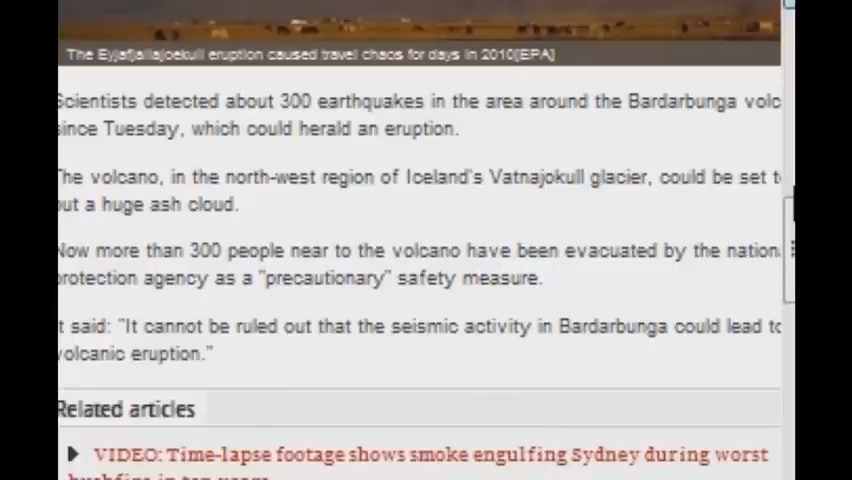 The Eyjafjallajoekull eruption caused travel chaos for days in 2010[EPA]
Scientists detected about 300 earthquakes in the area around the Bardarbunga volc
since Tuesday, which could herald an eruption.
The volcano, in the north-west region of Iceland's Vatnajokull glacier, could be set t
out a huge ash cloud.
Now more than 300 people near to the volcano have been evacuated by the nation
protection agency as a "precautionary" safety measure.
It said: "It cannot be ruled out that the seismic activity in Bardarbunga could lead to
volcanic eruption."
Related articles
VIDEO: Time-lapse footage shows smoke engulfing Sydney during worst
bushfire in ten years